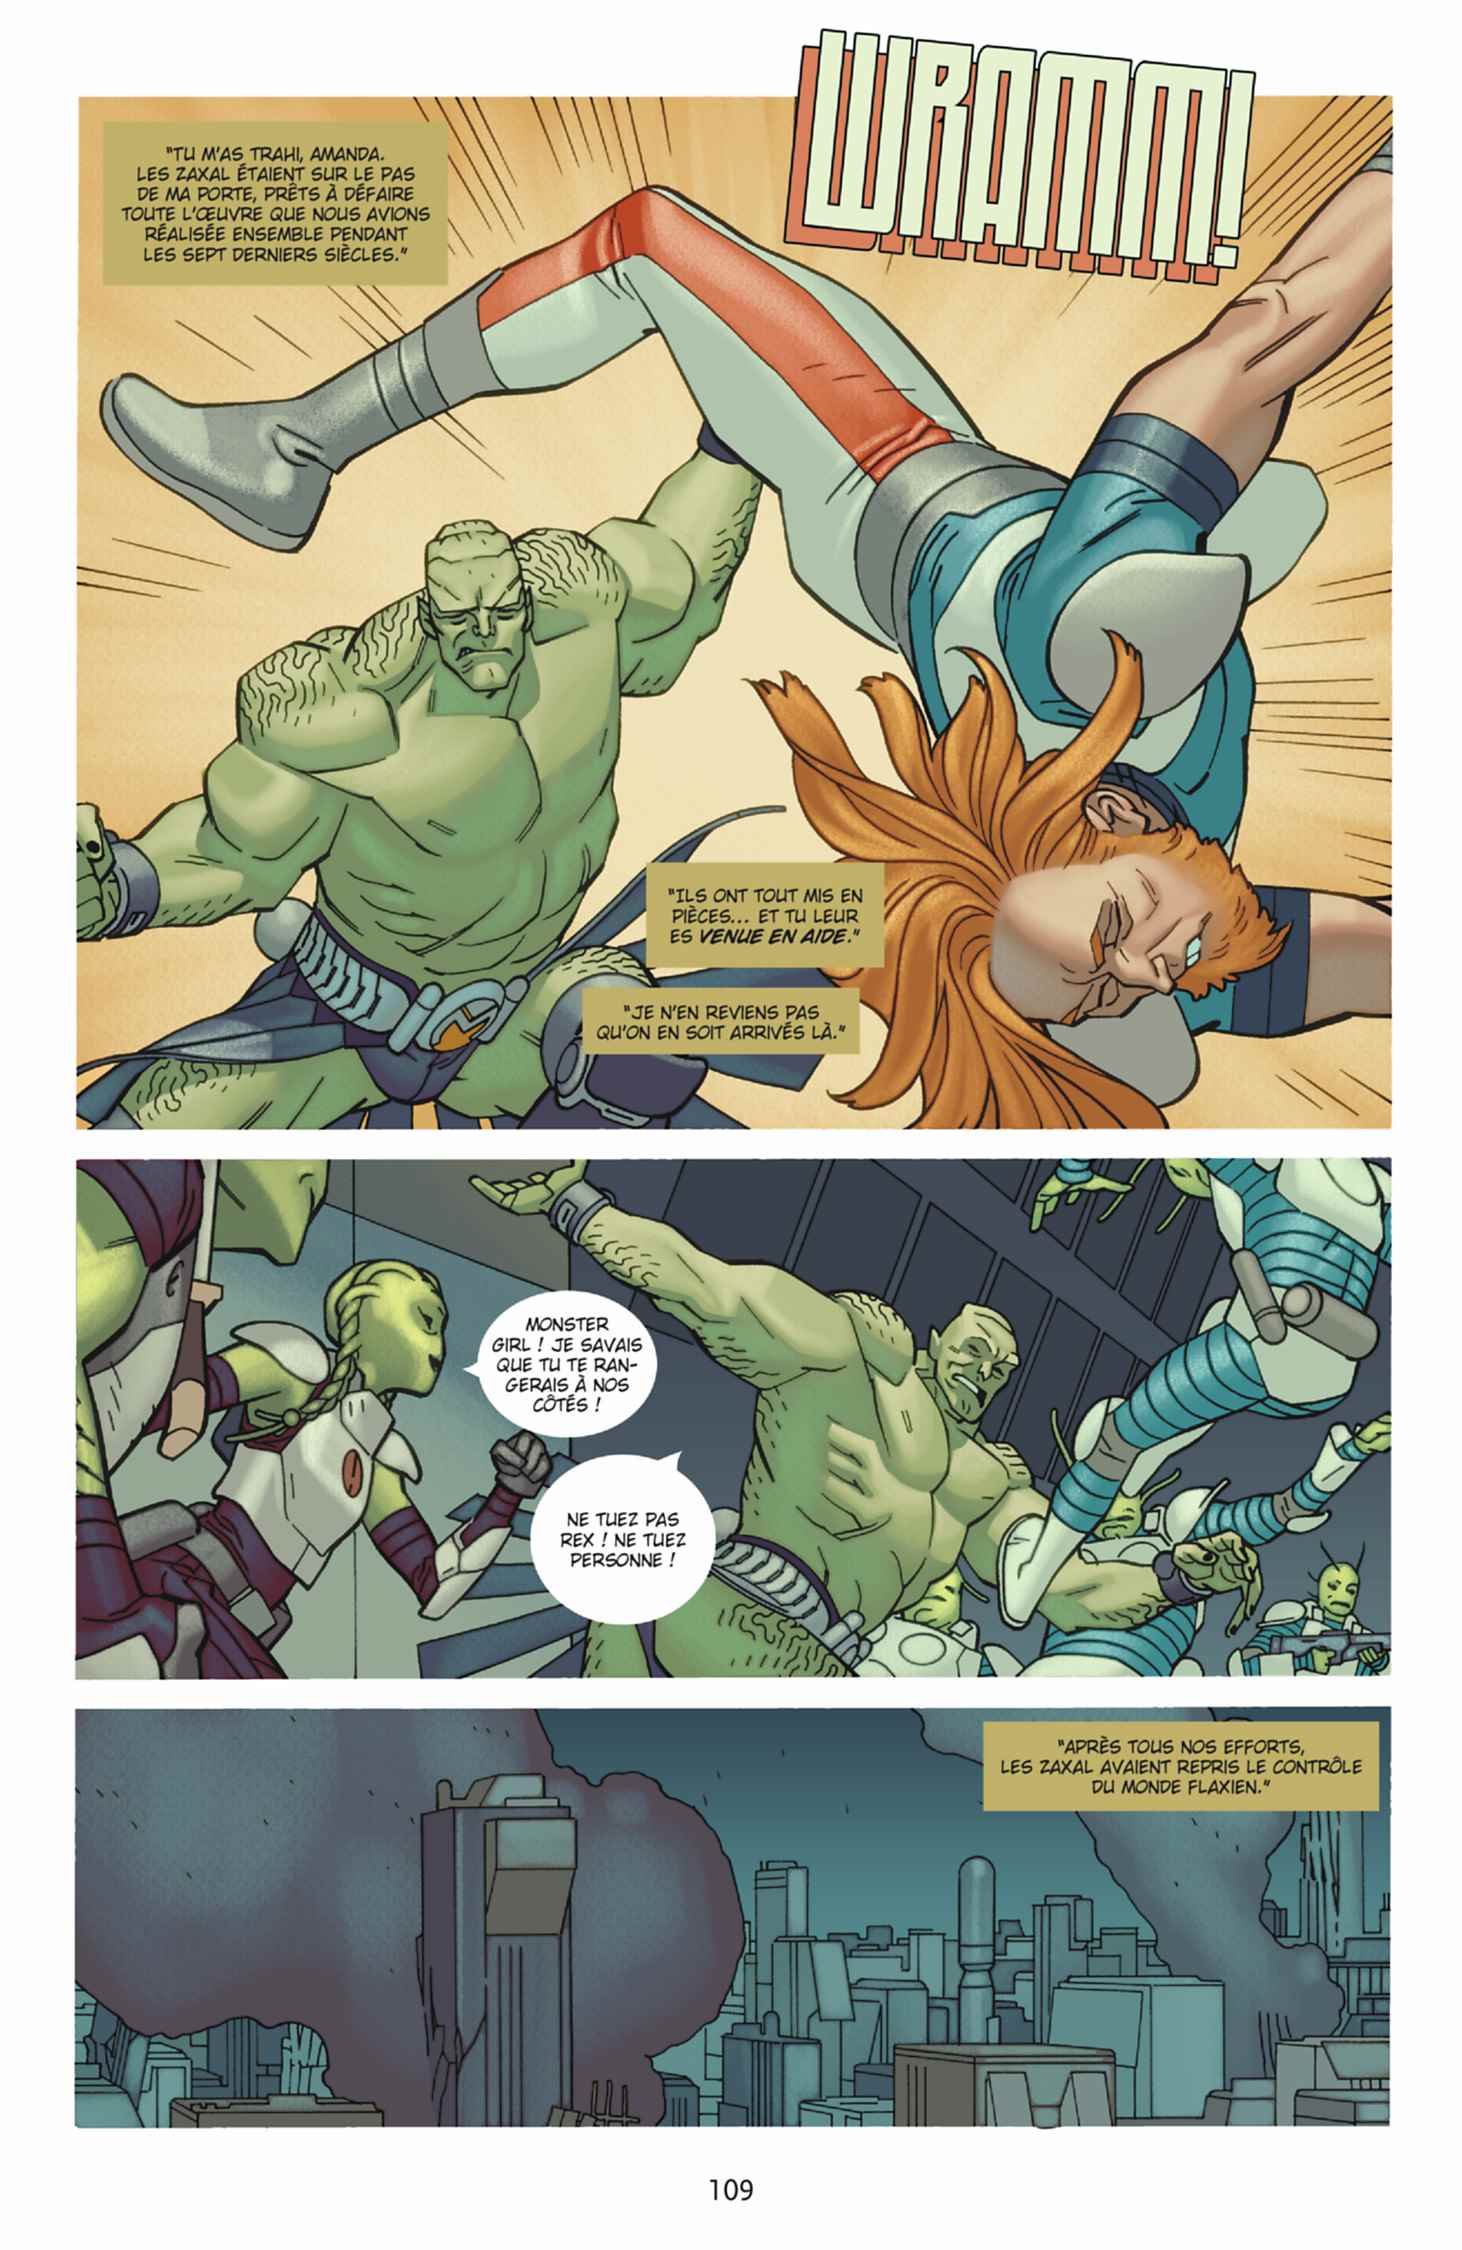 WRAMM!
"TU M'AS TRAHI, AMANDA.
LES ZAXAL ÉTAIENT SUR LE PAS
DE MA PORTE, PRÊTS À DÉFAIRE
TOUTE L'ŒUVRE QUE NOUS AVIONS
RÉALISÉE ENSEMBLE PENDANT
LES SEPT DERNIERS SIÈCLES."
"ILS ONT TOUT MIS EN
PIÈCES... ET TU LEUR
ES VENUE EN AIDE."
"JE N'EN REVIENS PAS
QU'ON EN SOIT ARRIVÉS LÀ."
MONSTER
GIRL ! JE SAVAIS
QUE TU TE RAN-
GERAIS À NOS
CÔTÉS !
NE TUEZ PAS
REX ! NE TUEZ
PERSONNE !
"APRÈS TOUS NOS EFFORTS,
LES ZAXAL AVAIENT REPRIS LE CONTRÔLE
DU MONDE FLAXIEN."
109